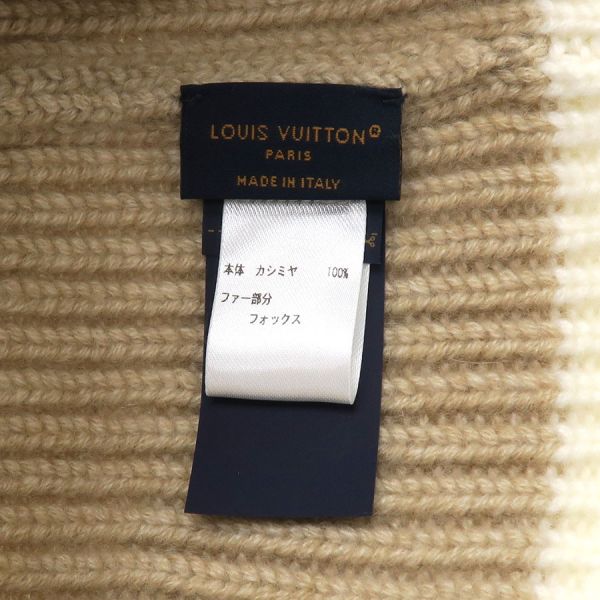 LOUIS VUITTON®
PARIS
MADE IN ITALY
本体 カシミヤ 100%
ファー部分
フォックス